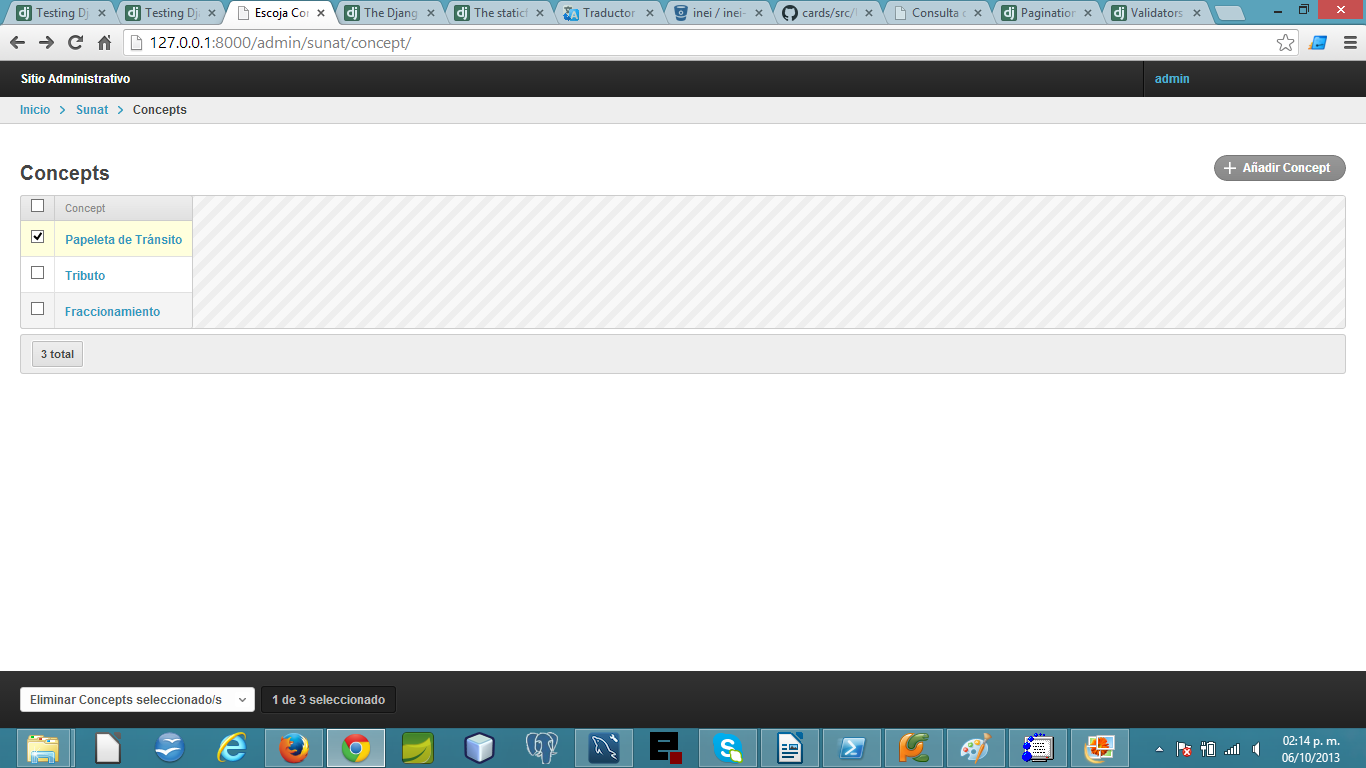 Testing Dj
Testing Dj
Escoja Co
The Djang
The static
Traductor
inei / inei-
cards/src/
Consulta
Pagination
Validators
127.0.0.1:8000/admin/sunat/concept/
Sitio Administrativo
admin
Inicio > Sunat > Concepts
Concepts
+ Añadir Concept
Concept
Papeleta de Tránsito
Tributo
Fraccionamiento
3 total
Eliminar Concepts seleccionado/s
1 de 3 seleccionado
02:14 p. m.
06/10/2013